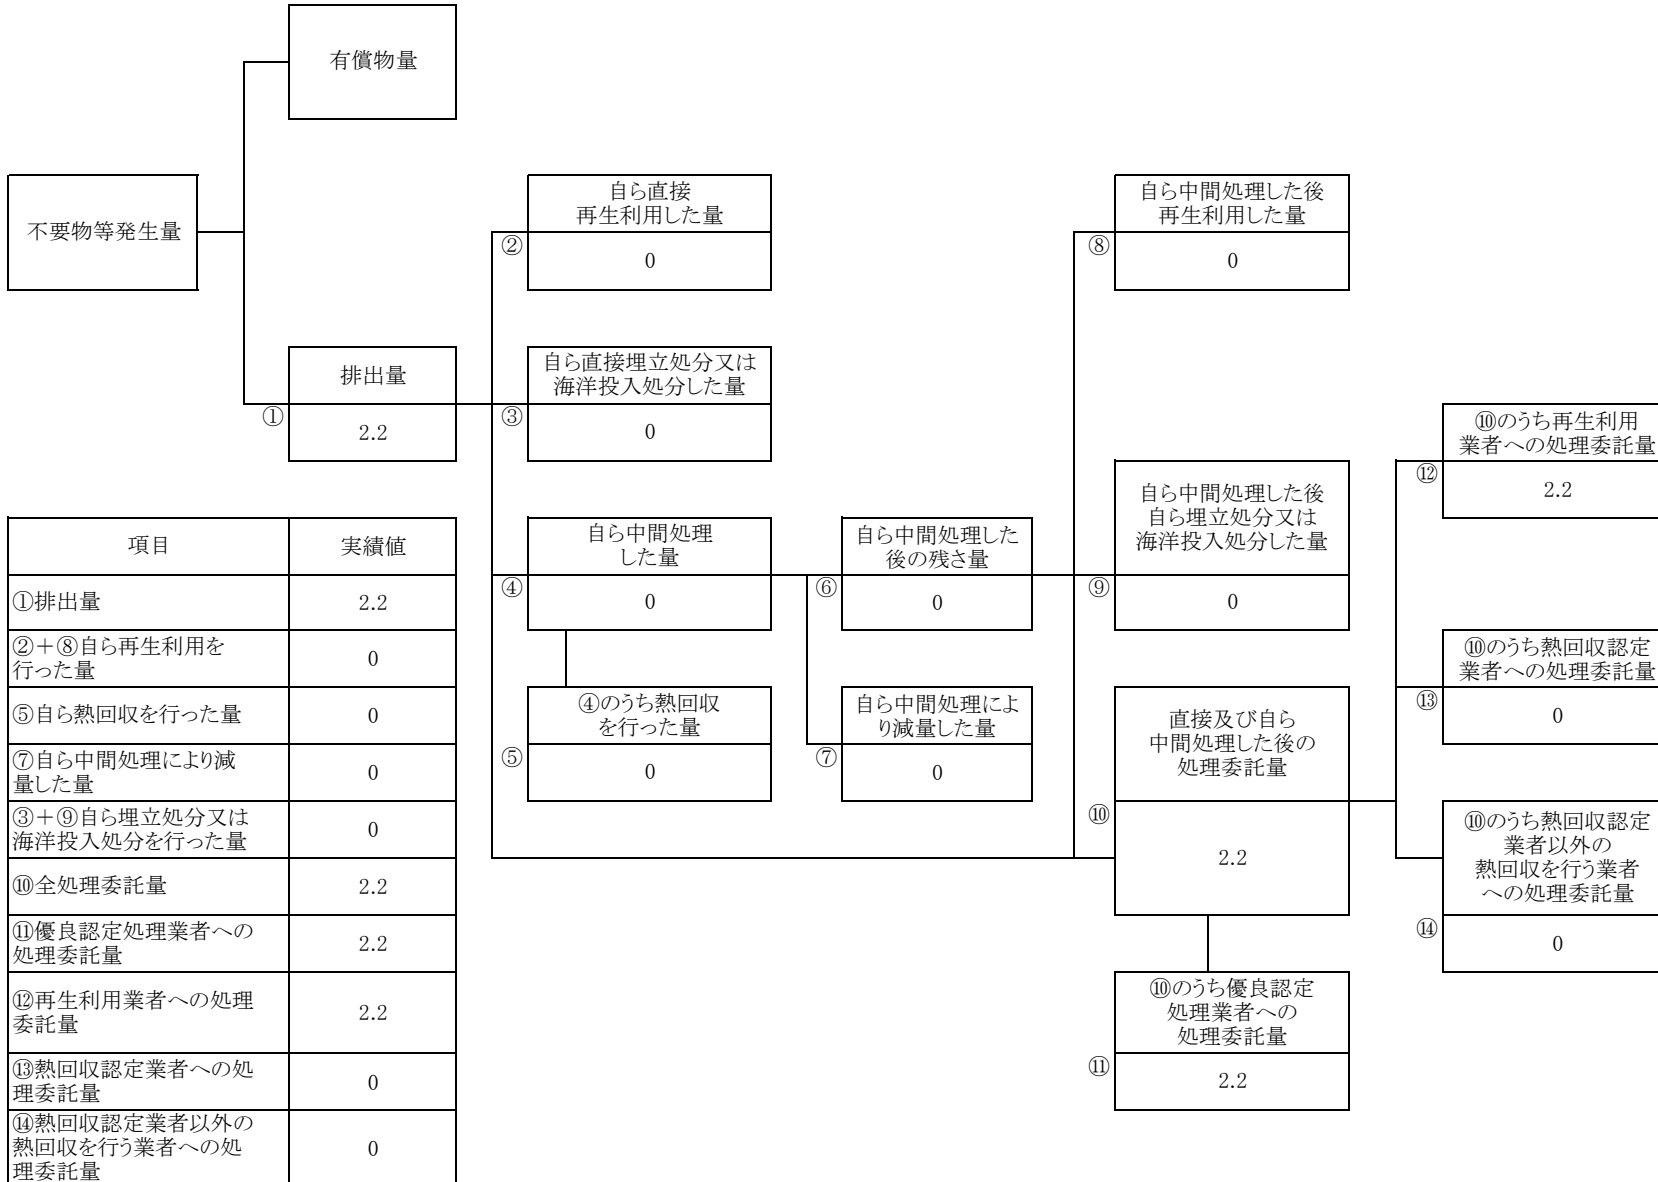 有償物量
不要物等発生量
自ら直接
再生利用した量
②
0
自ら中間処理した後
再生利用した量
⑧
0
排出量
①
2.2
自ら直接埋立処分又は
海洋投入処分した量
③
0
⑩のうち再生利用
業者への処理委託量
⑫
2.2
自ら中間処理
した量
④
0
自ら中間処理した
後の残さ量
⑥
0
自ら中間処理した後
自ら埋立処分又は
海洋投入処分した量
⑨
0
⑩のうち熱回収認定
業者への処理委託量
⑬
0
④のうち熱回収
を行った量
⑤
0
自ら中間処理によ
り減量した量
⑦
0
直接及び自ら
中間処理した後の
処理委託量
⑩
2.2
⑩のうち熱回収認定
業者以外の
熱回収を行う業者
への処理委託量
⑭
0
⑩のうち優良認定
処理業者への
処理委託量
⑪
2.2
項目 実績値
①排出量 2.2
②＋⑧自ら再生利用を
行った量 0
⑤自ら熱回収を行った量 0
⑦自ら中間処理により減
量した量 0
③＋⑨自ら埋立処分又は
海洋投入処分を行った量 0
⑩全処理委託量 2.2
⑪優良認定処理業者への
処理委託量 2.2
⑫再生利用業者への処理
委託量 2.2
⑬熱回収認定業者への処
理委託量 0
⑭熱回収認定業者以外の
熱回収を行う業者への処
理委託量 0